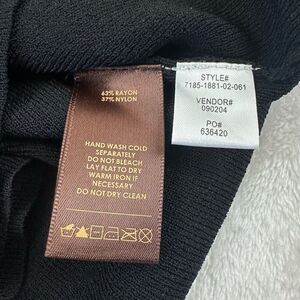 63% RAYON
37% NYLON
HAND WASH COLD
SEPARATELY
DO NOT BLEACH
LAY FLAT TO DRY
WARM IRON IF
NECESSARY
DO NOT DRY CLEAN
STYLE#
7185-1881-02-061
VENDOR#
090204
PO#
636420